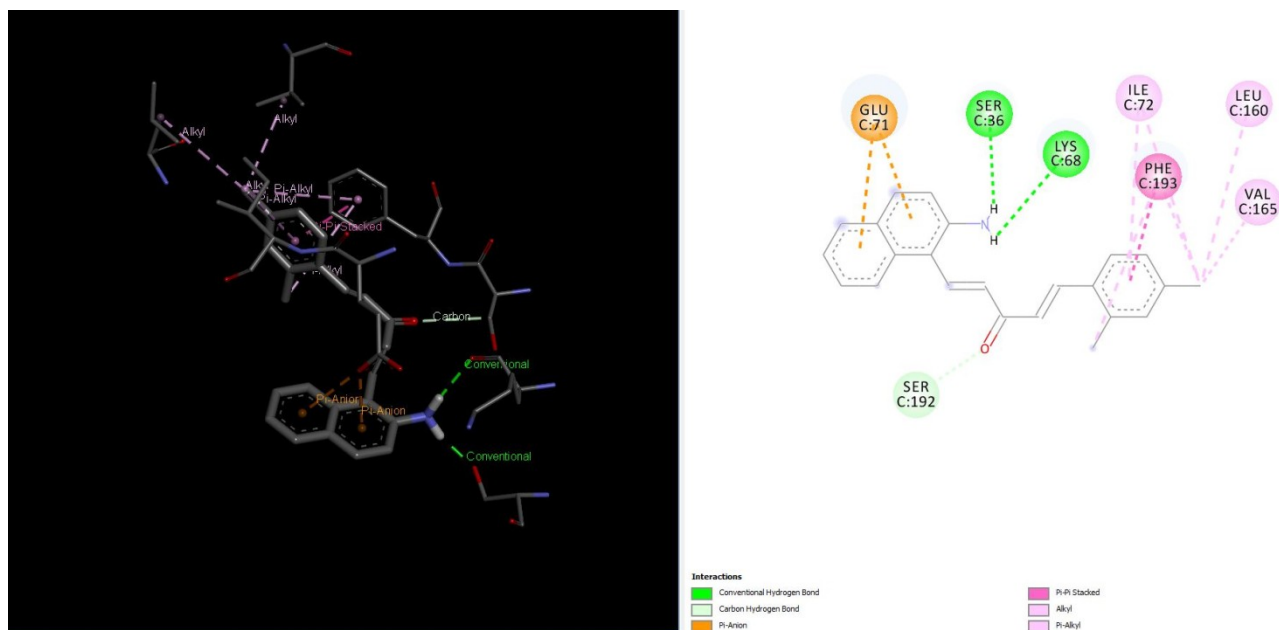 Alkyl
Alkyl
Alkyl
Pi-Alkyl
Pi-Alkyl
Pi-Pi Stacked
Pi-Alkyl
Carbon
Conventional
Pi-Anion
Pi-Anion
Conventional
GLU
C:71
SER
C:36
LYS
C:68
ILE
C:72
LEU
C:160
PHE
C:193
VAL
C:165
N
H
H
O
SER
C:192
Interactions
Conventional Hydrogen Bond
Carbon Hydrogen Bond
Pi-Anion
Pi-Pi Stacked
Alkyl
Pi-Alkyl